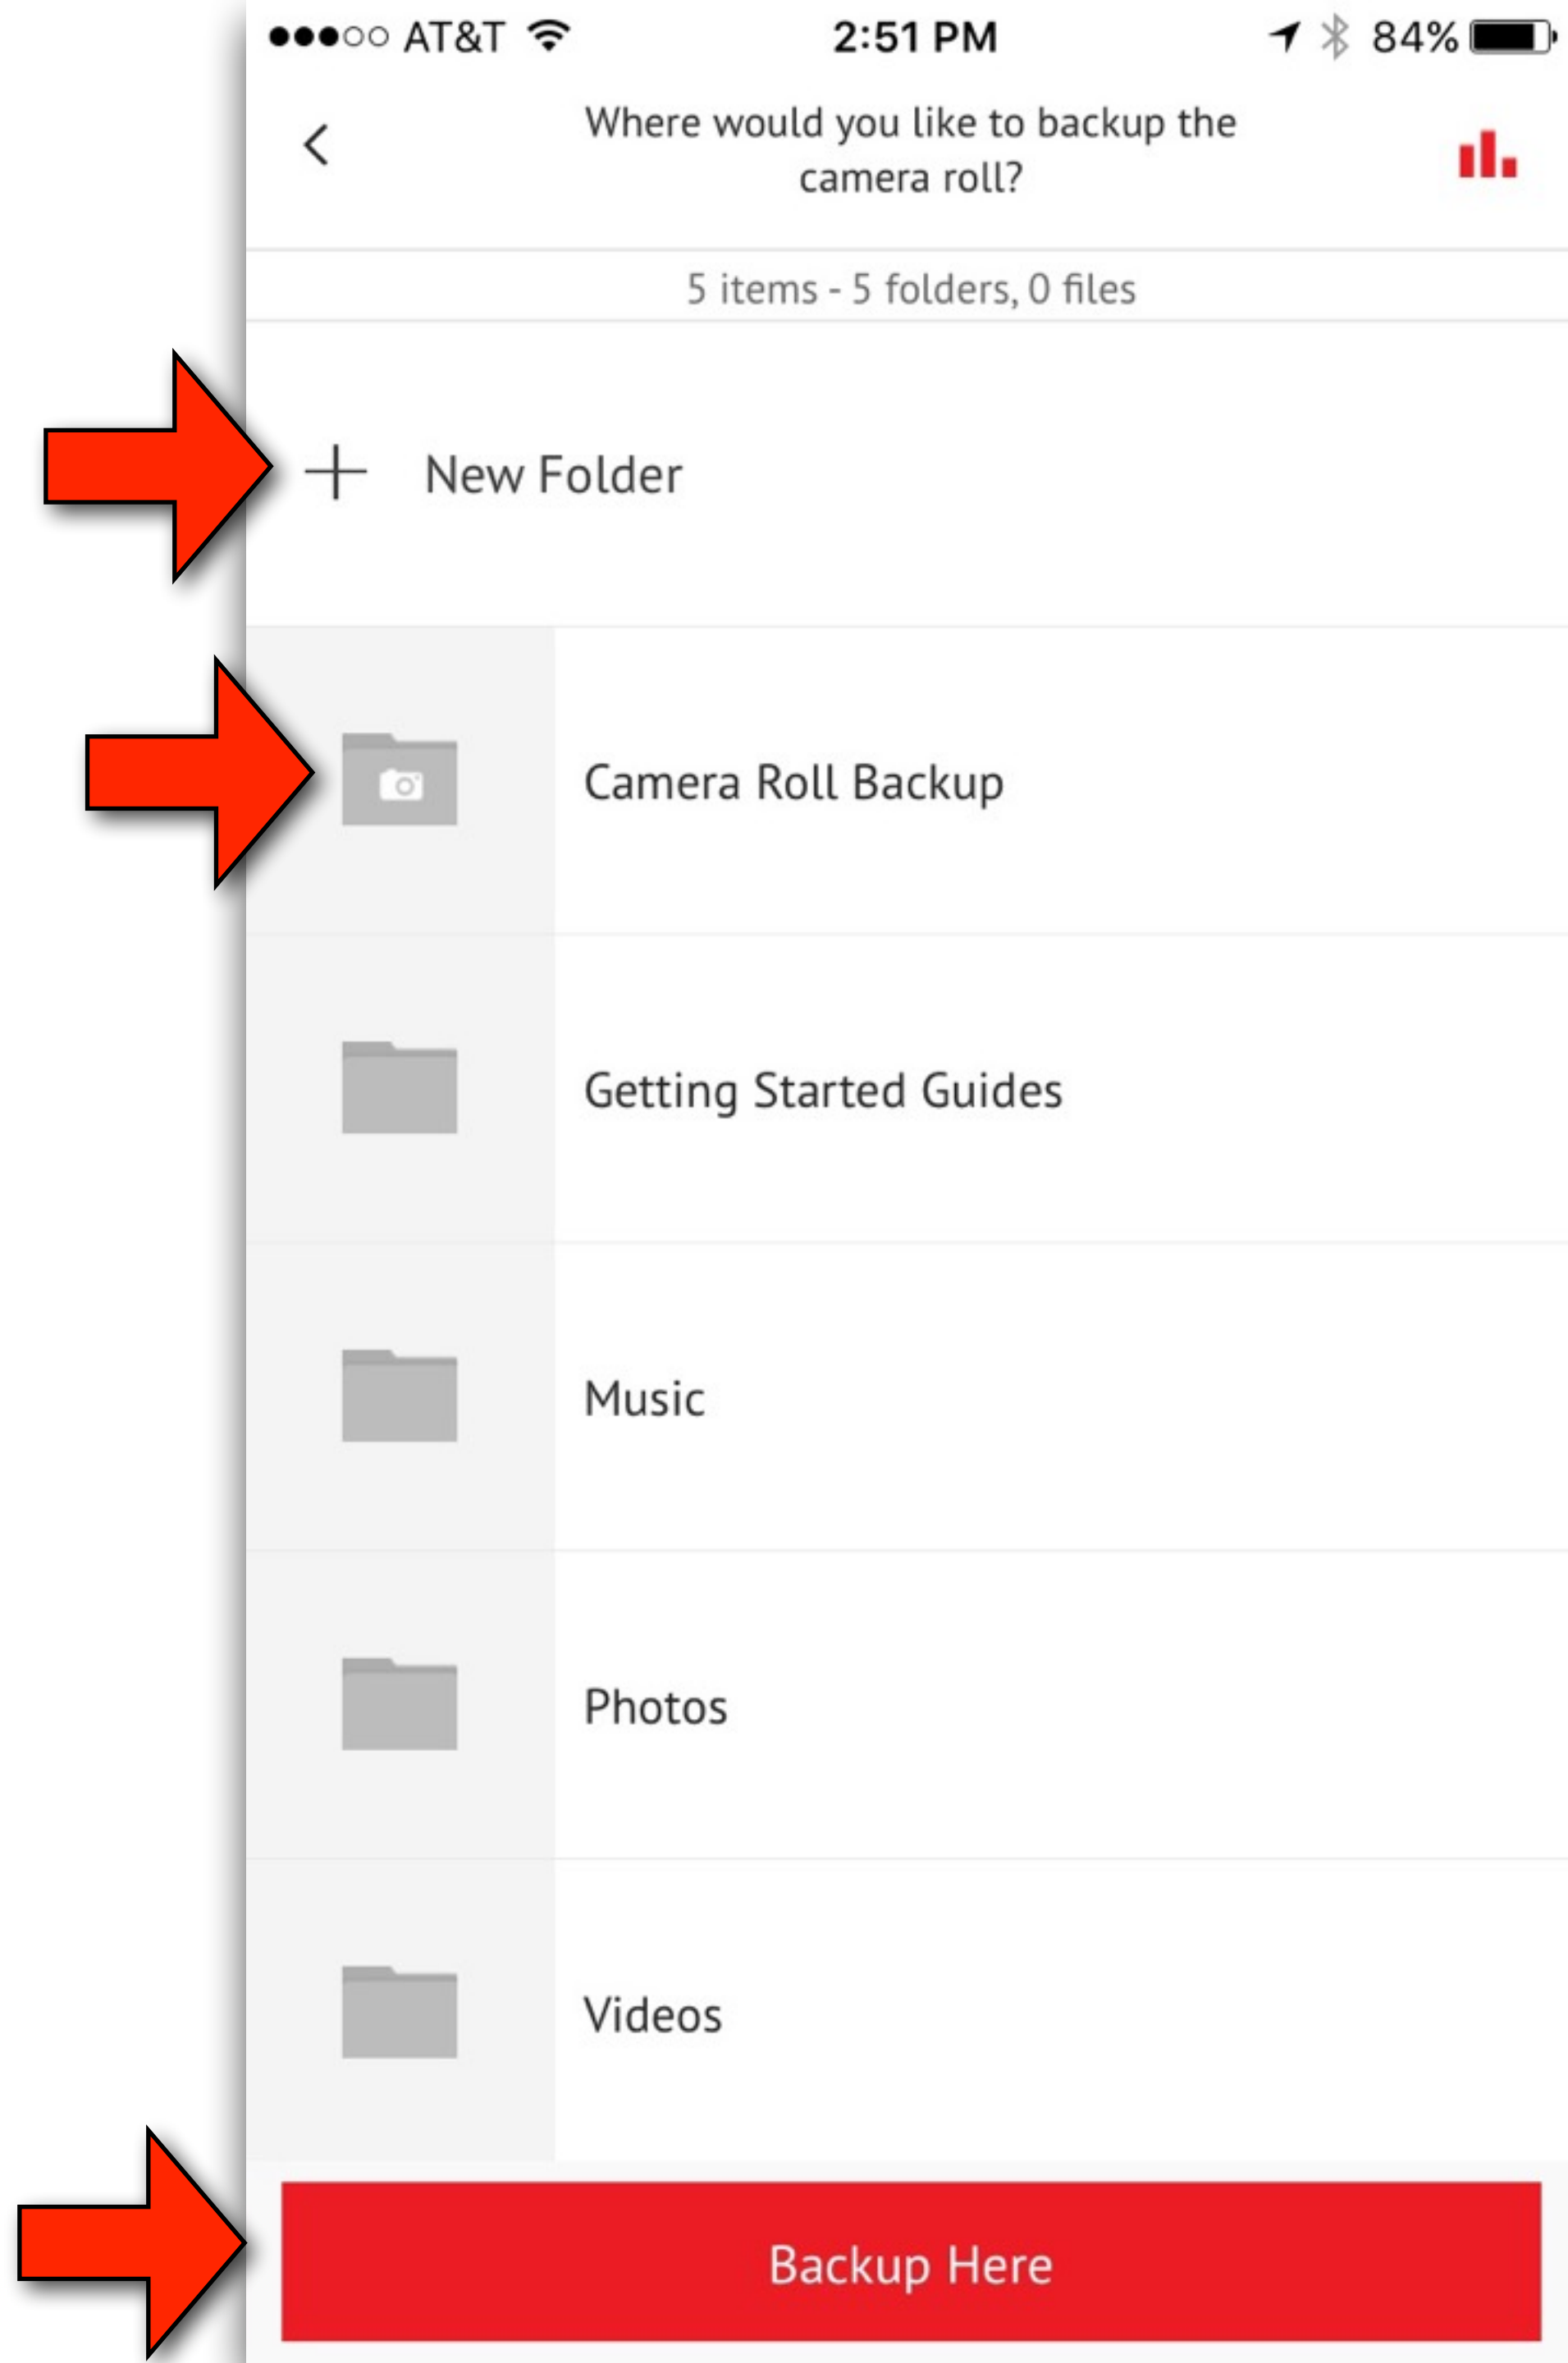 AT&T 2:51 PM 84%
Where would you like to backup the
camera roll?
5 items - 5 folders, 0 files
New Folder
Camera Roll Backup
Getting Started Guides
Music
Photos
Videos
Backup Here